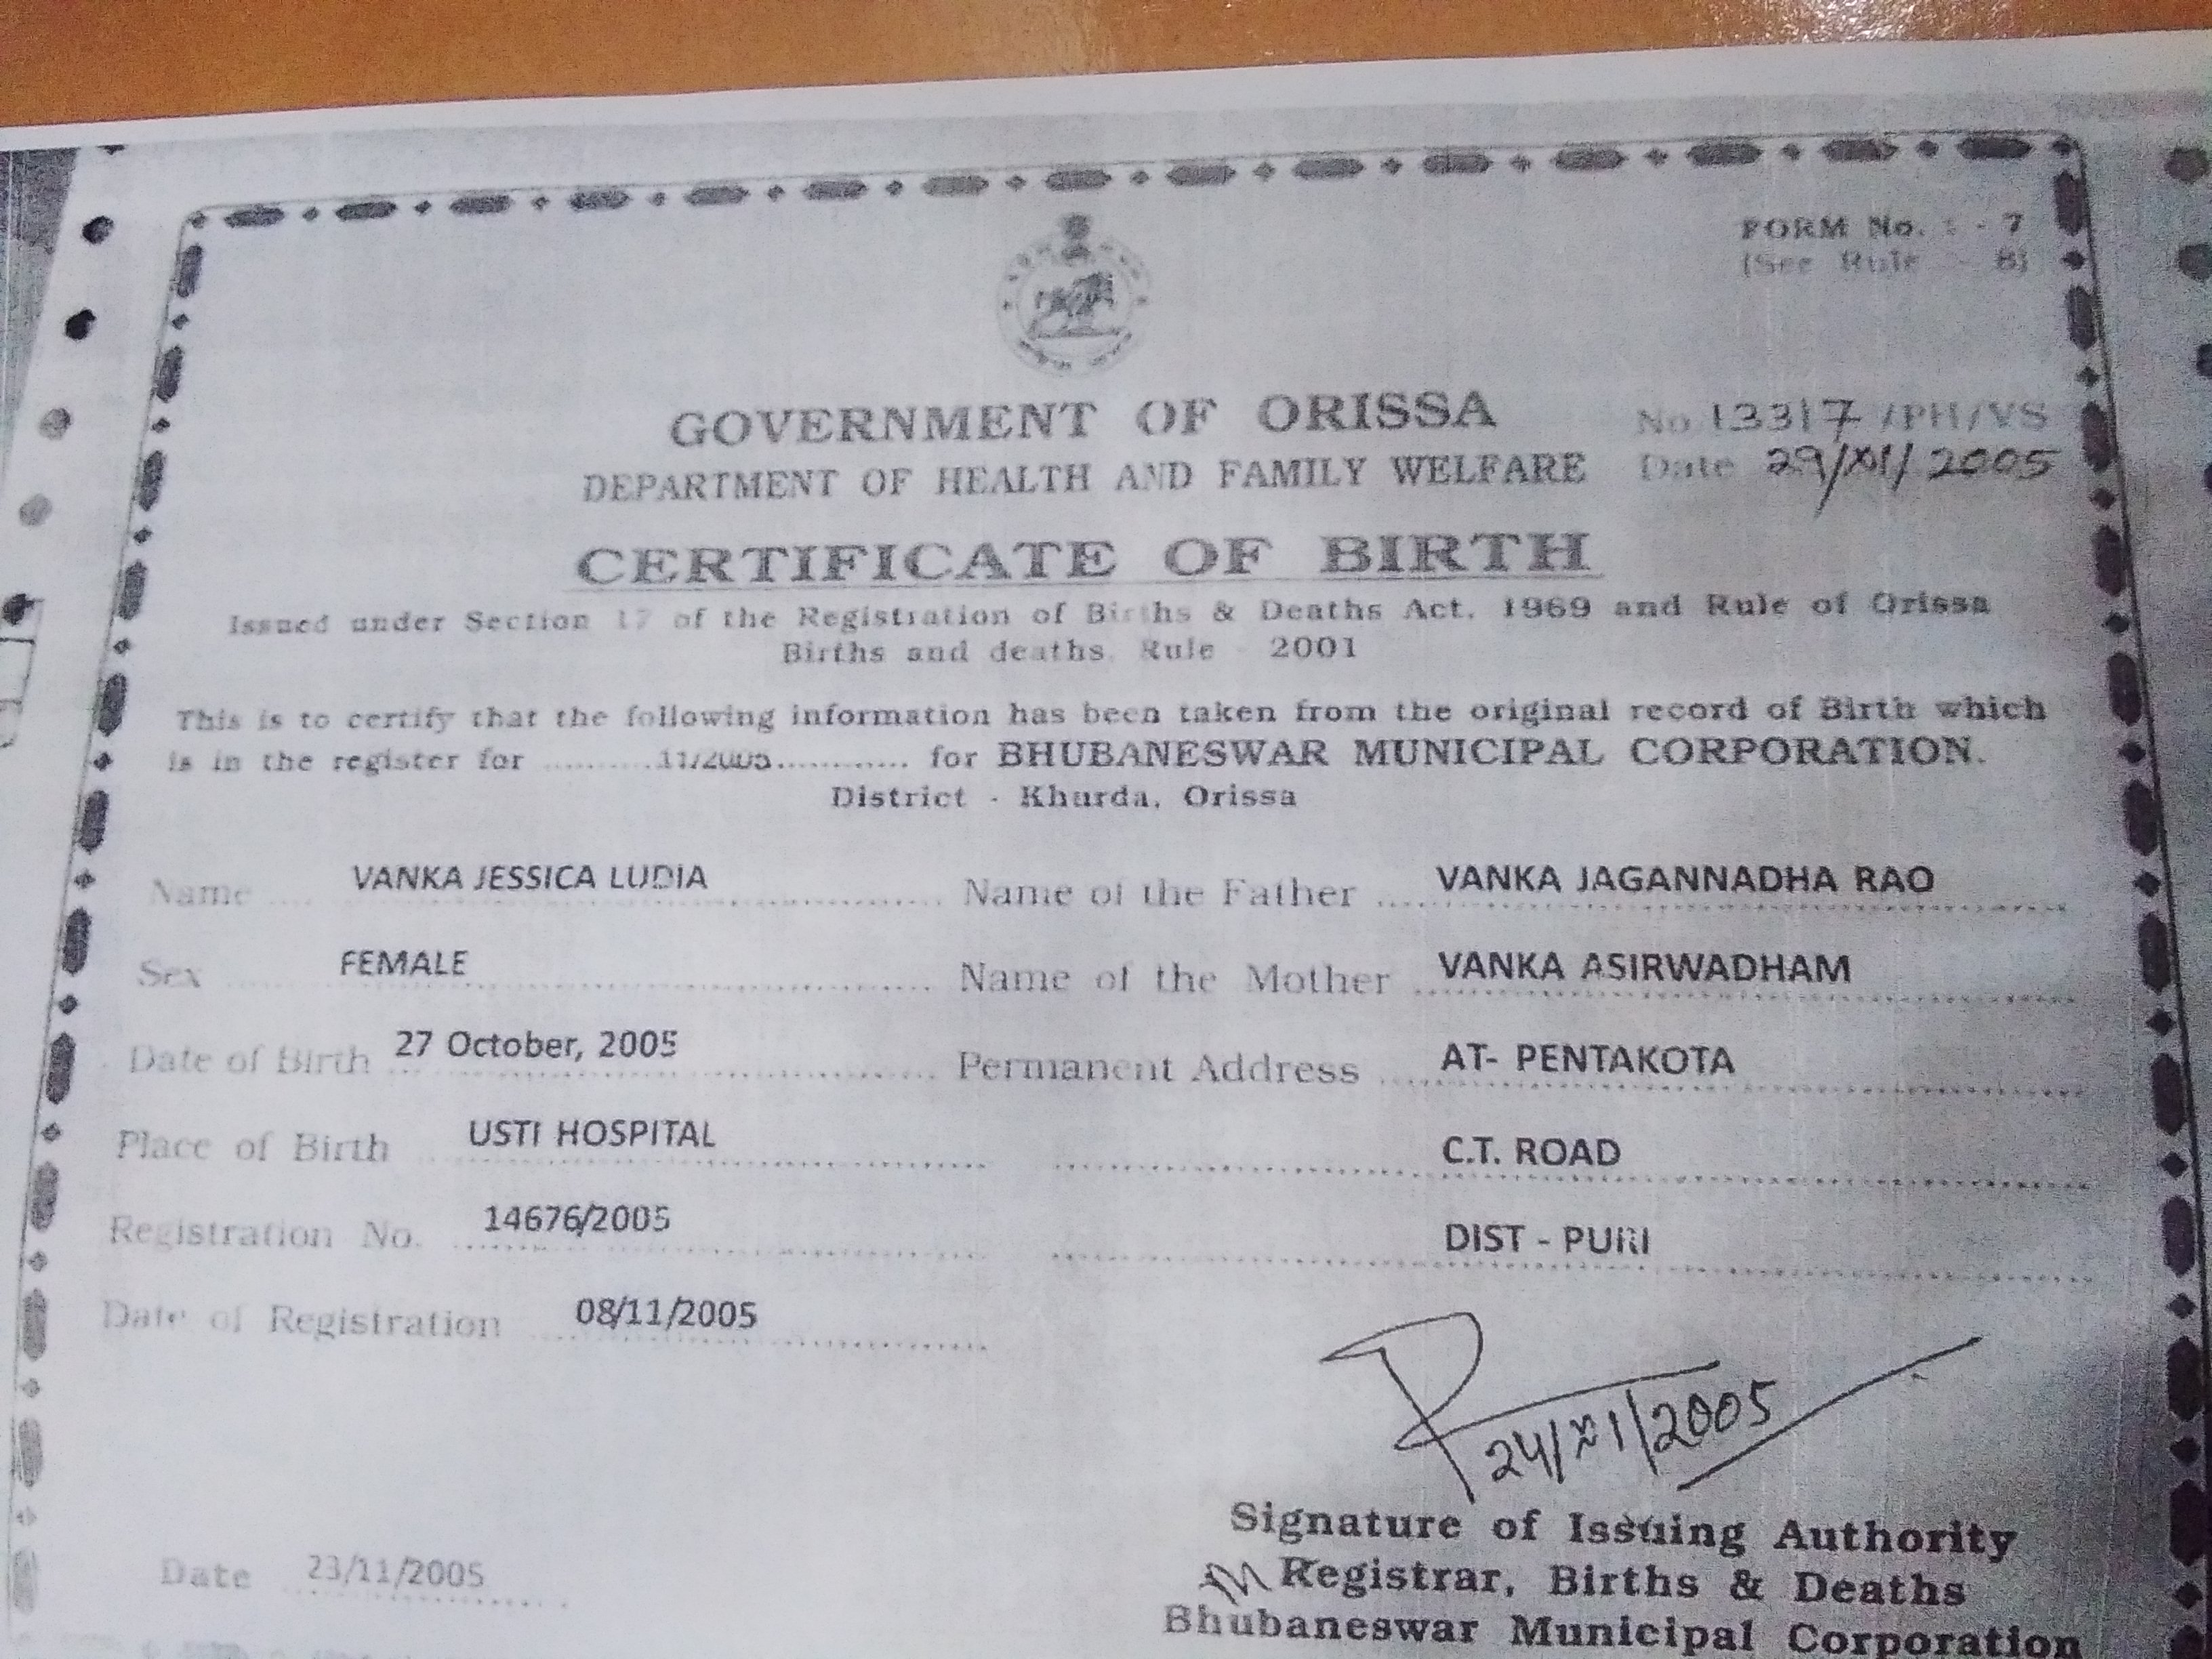 FORM No. - 7
(See Rule - 8)
GOVERNMENT OF ORISSA
No 13317 /PH/VS
DEPARTMENT OF HEALTH AND FAMILY WELFARE
Date 29/XI/2005
CERTIFICATE OF BIRTH
Issued under Section 17 of the Registration of Births & Deaths Act. 1969 and Rule of Orissa
Births and deaths. Rule - 2001
This is to certify that the following information has been taken from the original record of Birth which
is in the register for 11/2005 for BHUBANESWAR MUNICIPAL CORPORATION.
District - Khurda, Orissa
Name VANKA JESSICA LUDIA Name of the Father VANKA JAGANNADHA RAO
Sex FEMALE Name of the Mother VANKA ASIRWADHAM
Date of Birth 27 October, 2005 Permanent Address AT- PENTAKOTA
Place of Birth USTI HOSPITAL C.T. ROAD
Registration No. 14676/2005 DIST - PURI
Date of Registration 08/11/2005
24/XI/2005
Signature of Issuing Authority
Date 23/11/2005 Registrar, Births & Deaths
Bhubaneswar Municipal Corporation